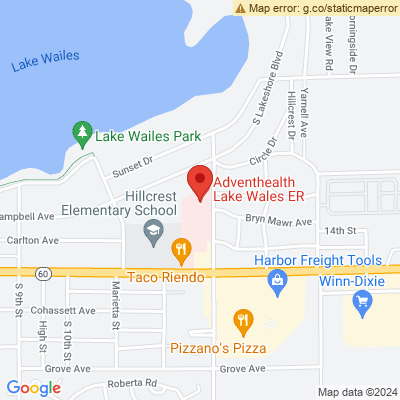 Map error: g.co/staticmaperror
Lake Wailes
Lake View Rd
Morningside Dr
S Lakeshore Blvd
Yarnell Ave
Hillcrest Dr
Lake Wailes Park
Sunset Dr
Circle Dr
Adventhealth
Lake Wales ER
Hillcrest
Elementary School
Campbell Ave
Bryn Mawr Ave
14th St
Carlton Ave
Harbor Freight Tools
60
Taco Riendo
Winn-Dixie
S 9th St
Marietta St
Cohassett Ave
High St
S 10th St
Pizzano's Pizza
Grove Ave
Grove Ave
Roberta Rd
Google
Map data ©2024